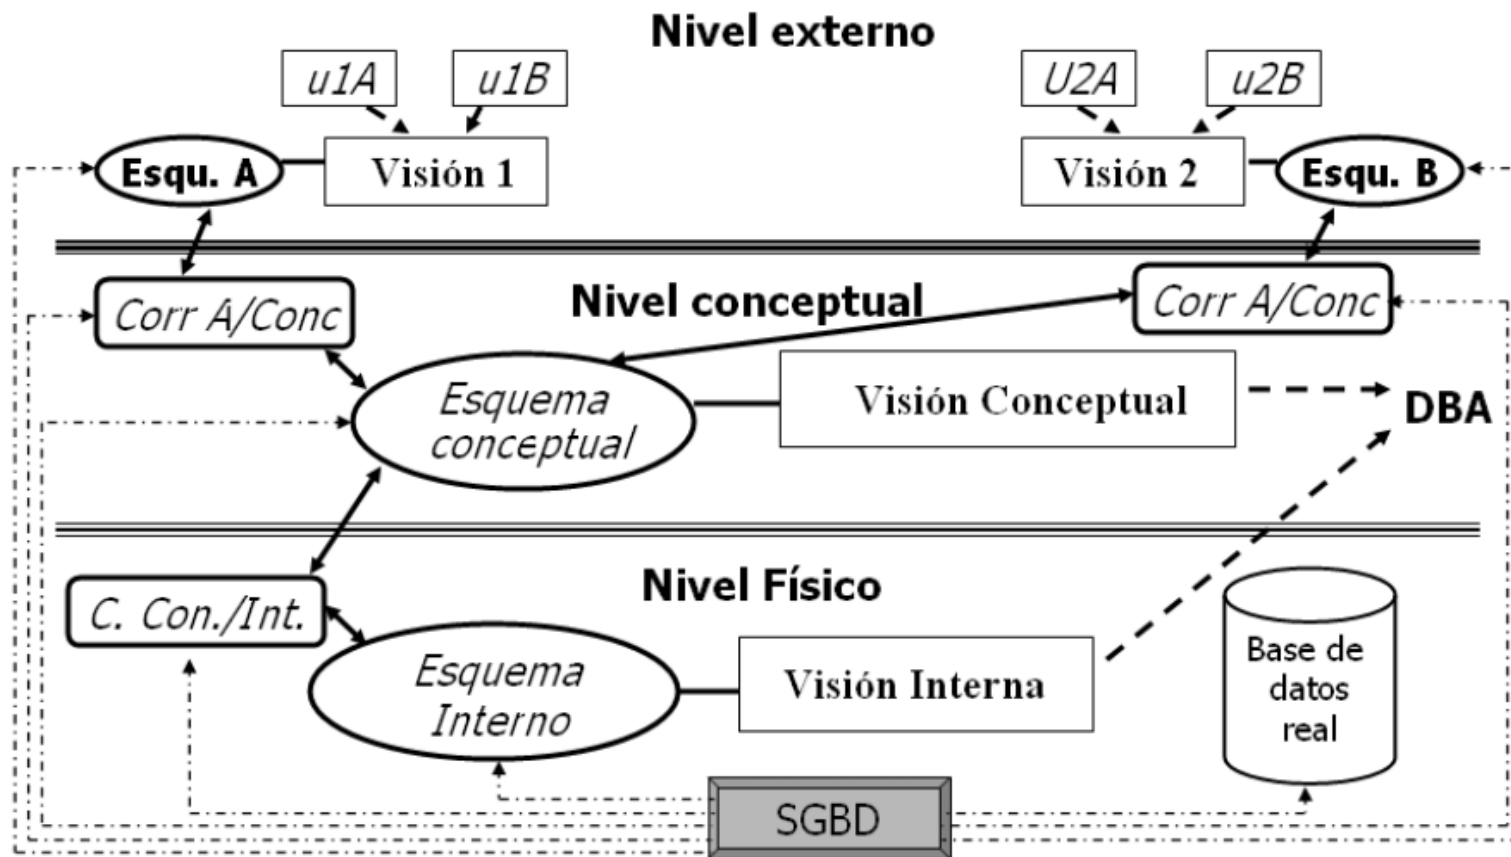 Nivel externo
u1A
u1B
U2A
u2B
Esqu. A
Visión 1
Visión 2
Esqu. B
Corr A/Conc
Nivel conceptual
Corr A/Conc
Esquema
conceptual
Visión Conceptual
DBA
Nivel Físico
C. Con./Int.
Esquema
Interno
Visión Interna
Base de
datos
real
SGBD